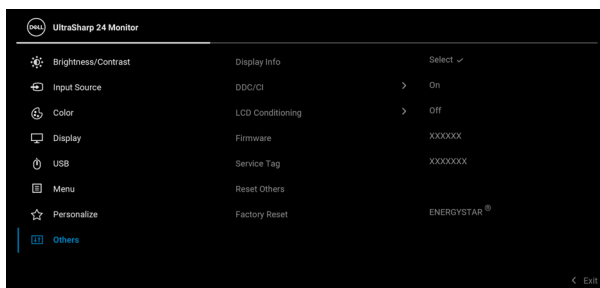 DELL UltraSharp 24 Monitor
Brightness/Contrast Display Info Select ✓
Input Source DDC/CI > On
Color LCD Conditioning > Off
Display Firmware XXXXXX
USB Service Tag XXXXXXX
Menu Reset Others
Personalize Factory Reset ENERGYSTAR ®
Others
< Exit